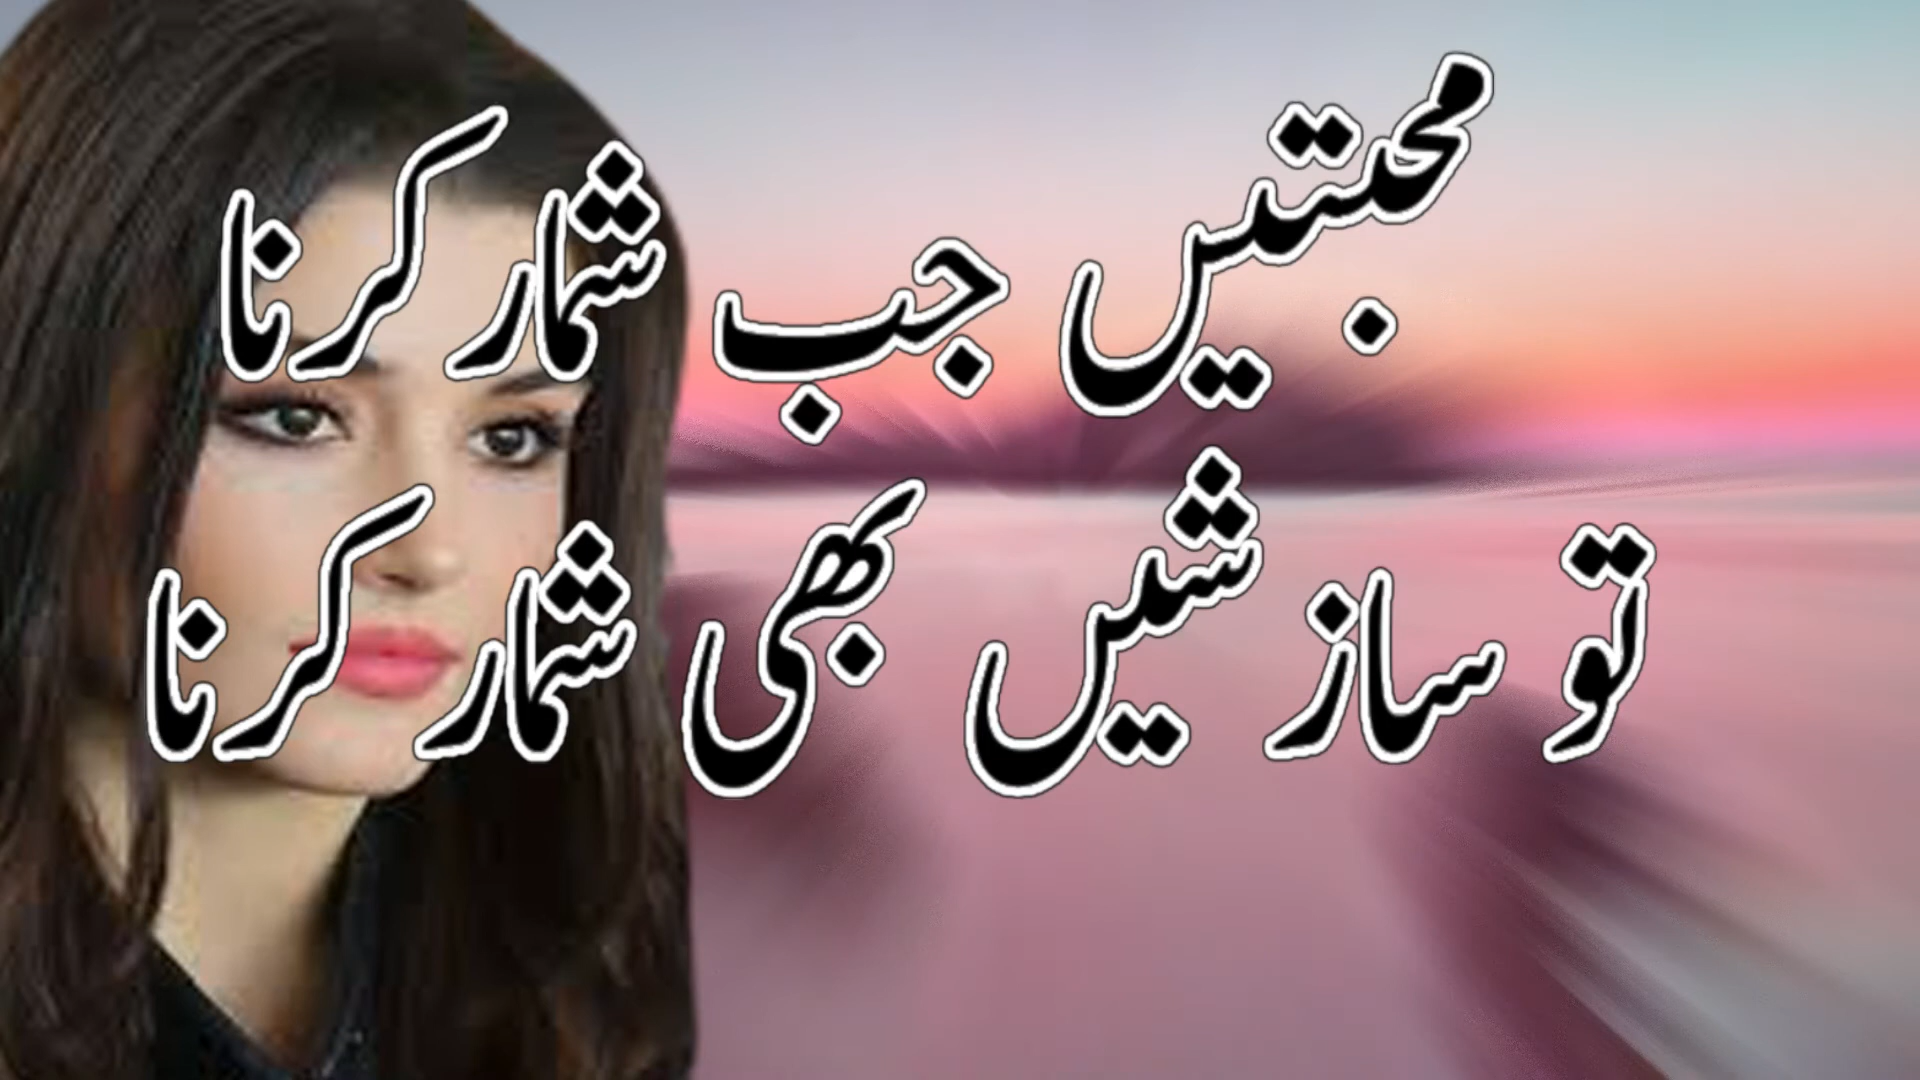 محبتیں جب شمار کرنا
تو سازشیں بھی شمار کرنا